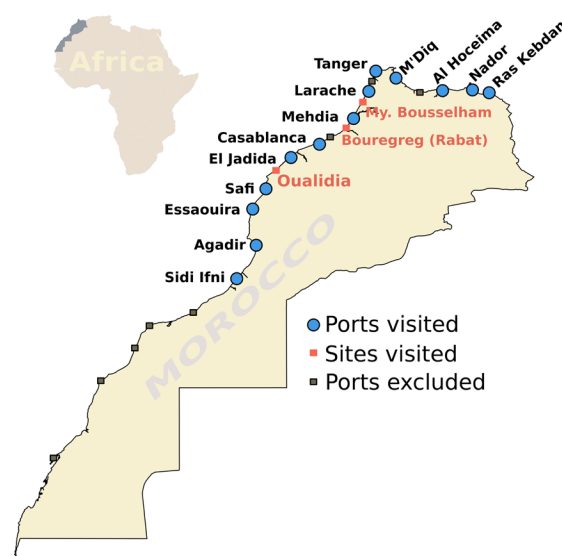 Africa
Tanger
M'Diq
Al Hoceima
Nador
Ras Kebdan
Larache
My. Bousselham
Mehdia
Bouregreg (Rabat)
Casablanca
El Jadida
Oualidia
Safi
Essaouira
Agadir
Sidi Ifni
MOROCCO
Ports visited
Sites visited
Ports excluded